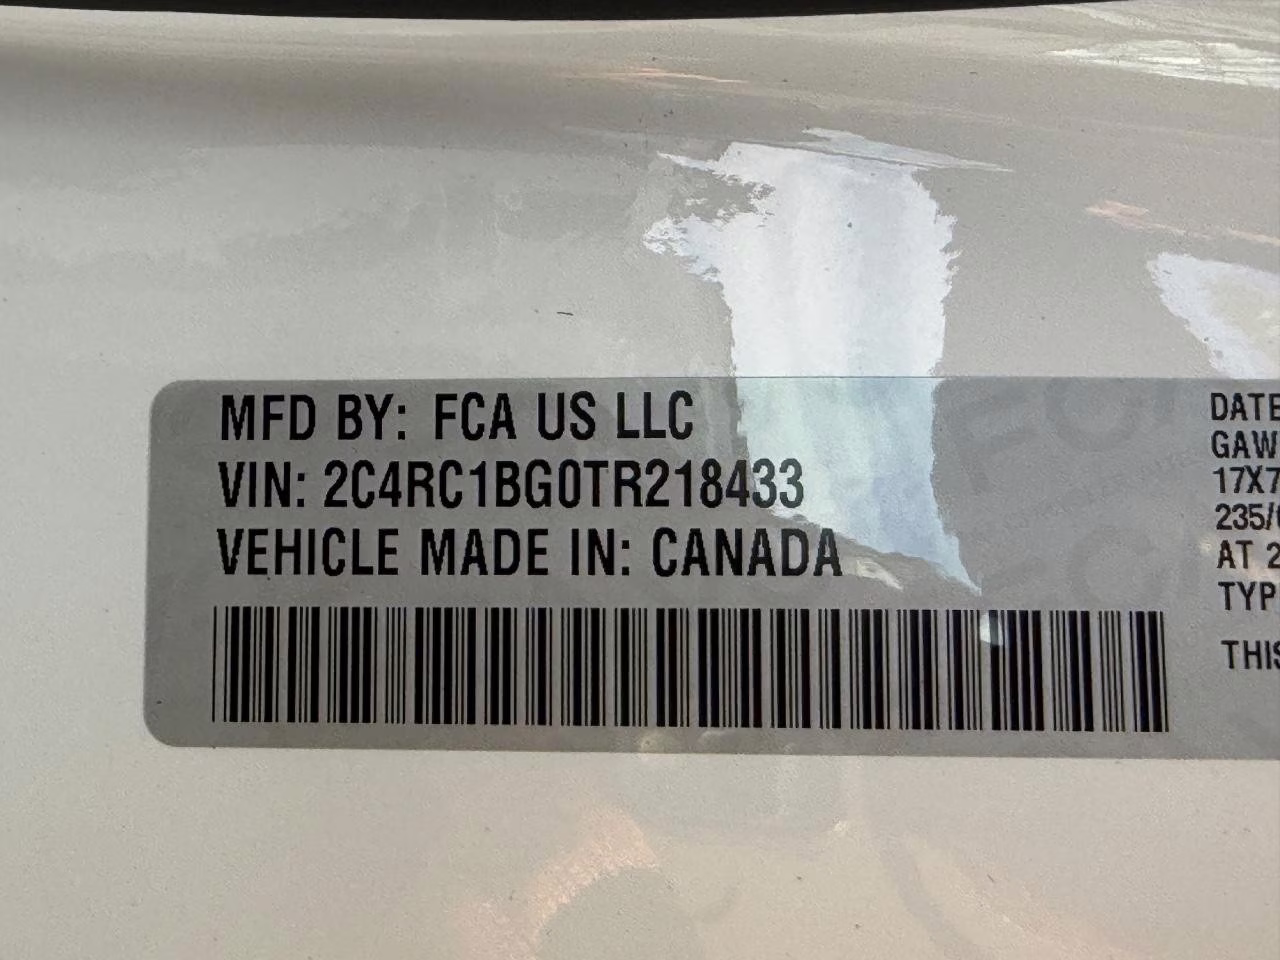 MFD BY: FCA US LLC
VIN: 2C4RC1BG0TR218433
VEHICLE MADE IN: CANADA
DATE
GAW
17X7
235/
AT 2
TYP
THIS